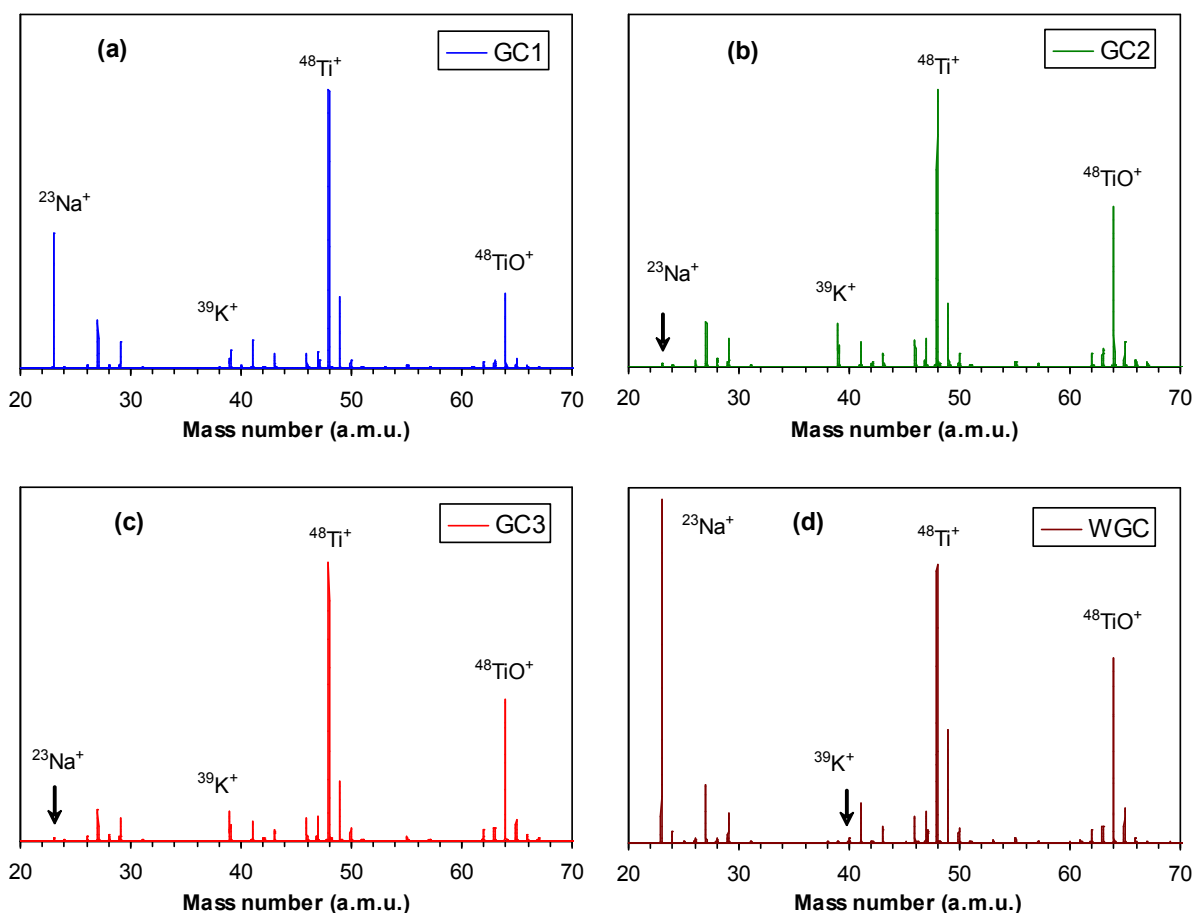 (a)
GC1
⁴⁸Ti⁺
²³Na⁺
³⁹K⁺
⁴⁸TiO⁺
20 30 40 50 60 70
Mass number (a.m.u.)
(b)
GC2
⁴⁸Ti⁺
⁴⁸TiO⁺
²³Na⁺
³⁹K⁺
20 30 40 50 60 70
Mass number (a.m.u.)
(c)
GC3
⁴⁸Ti⁺
⁴⁸TiO⁺
²³Na⁺
³⁹K⁺
20 30 40 50 60 70
Mass number (a.m.u.)
²³Na⁺
(d)
WGC
⁴⁸Ti⁺
⁴⁸TiO⁺
³⁹K⁺
20 30 40 50 60 70
Mass number (a.m.u.)